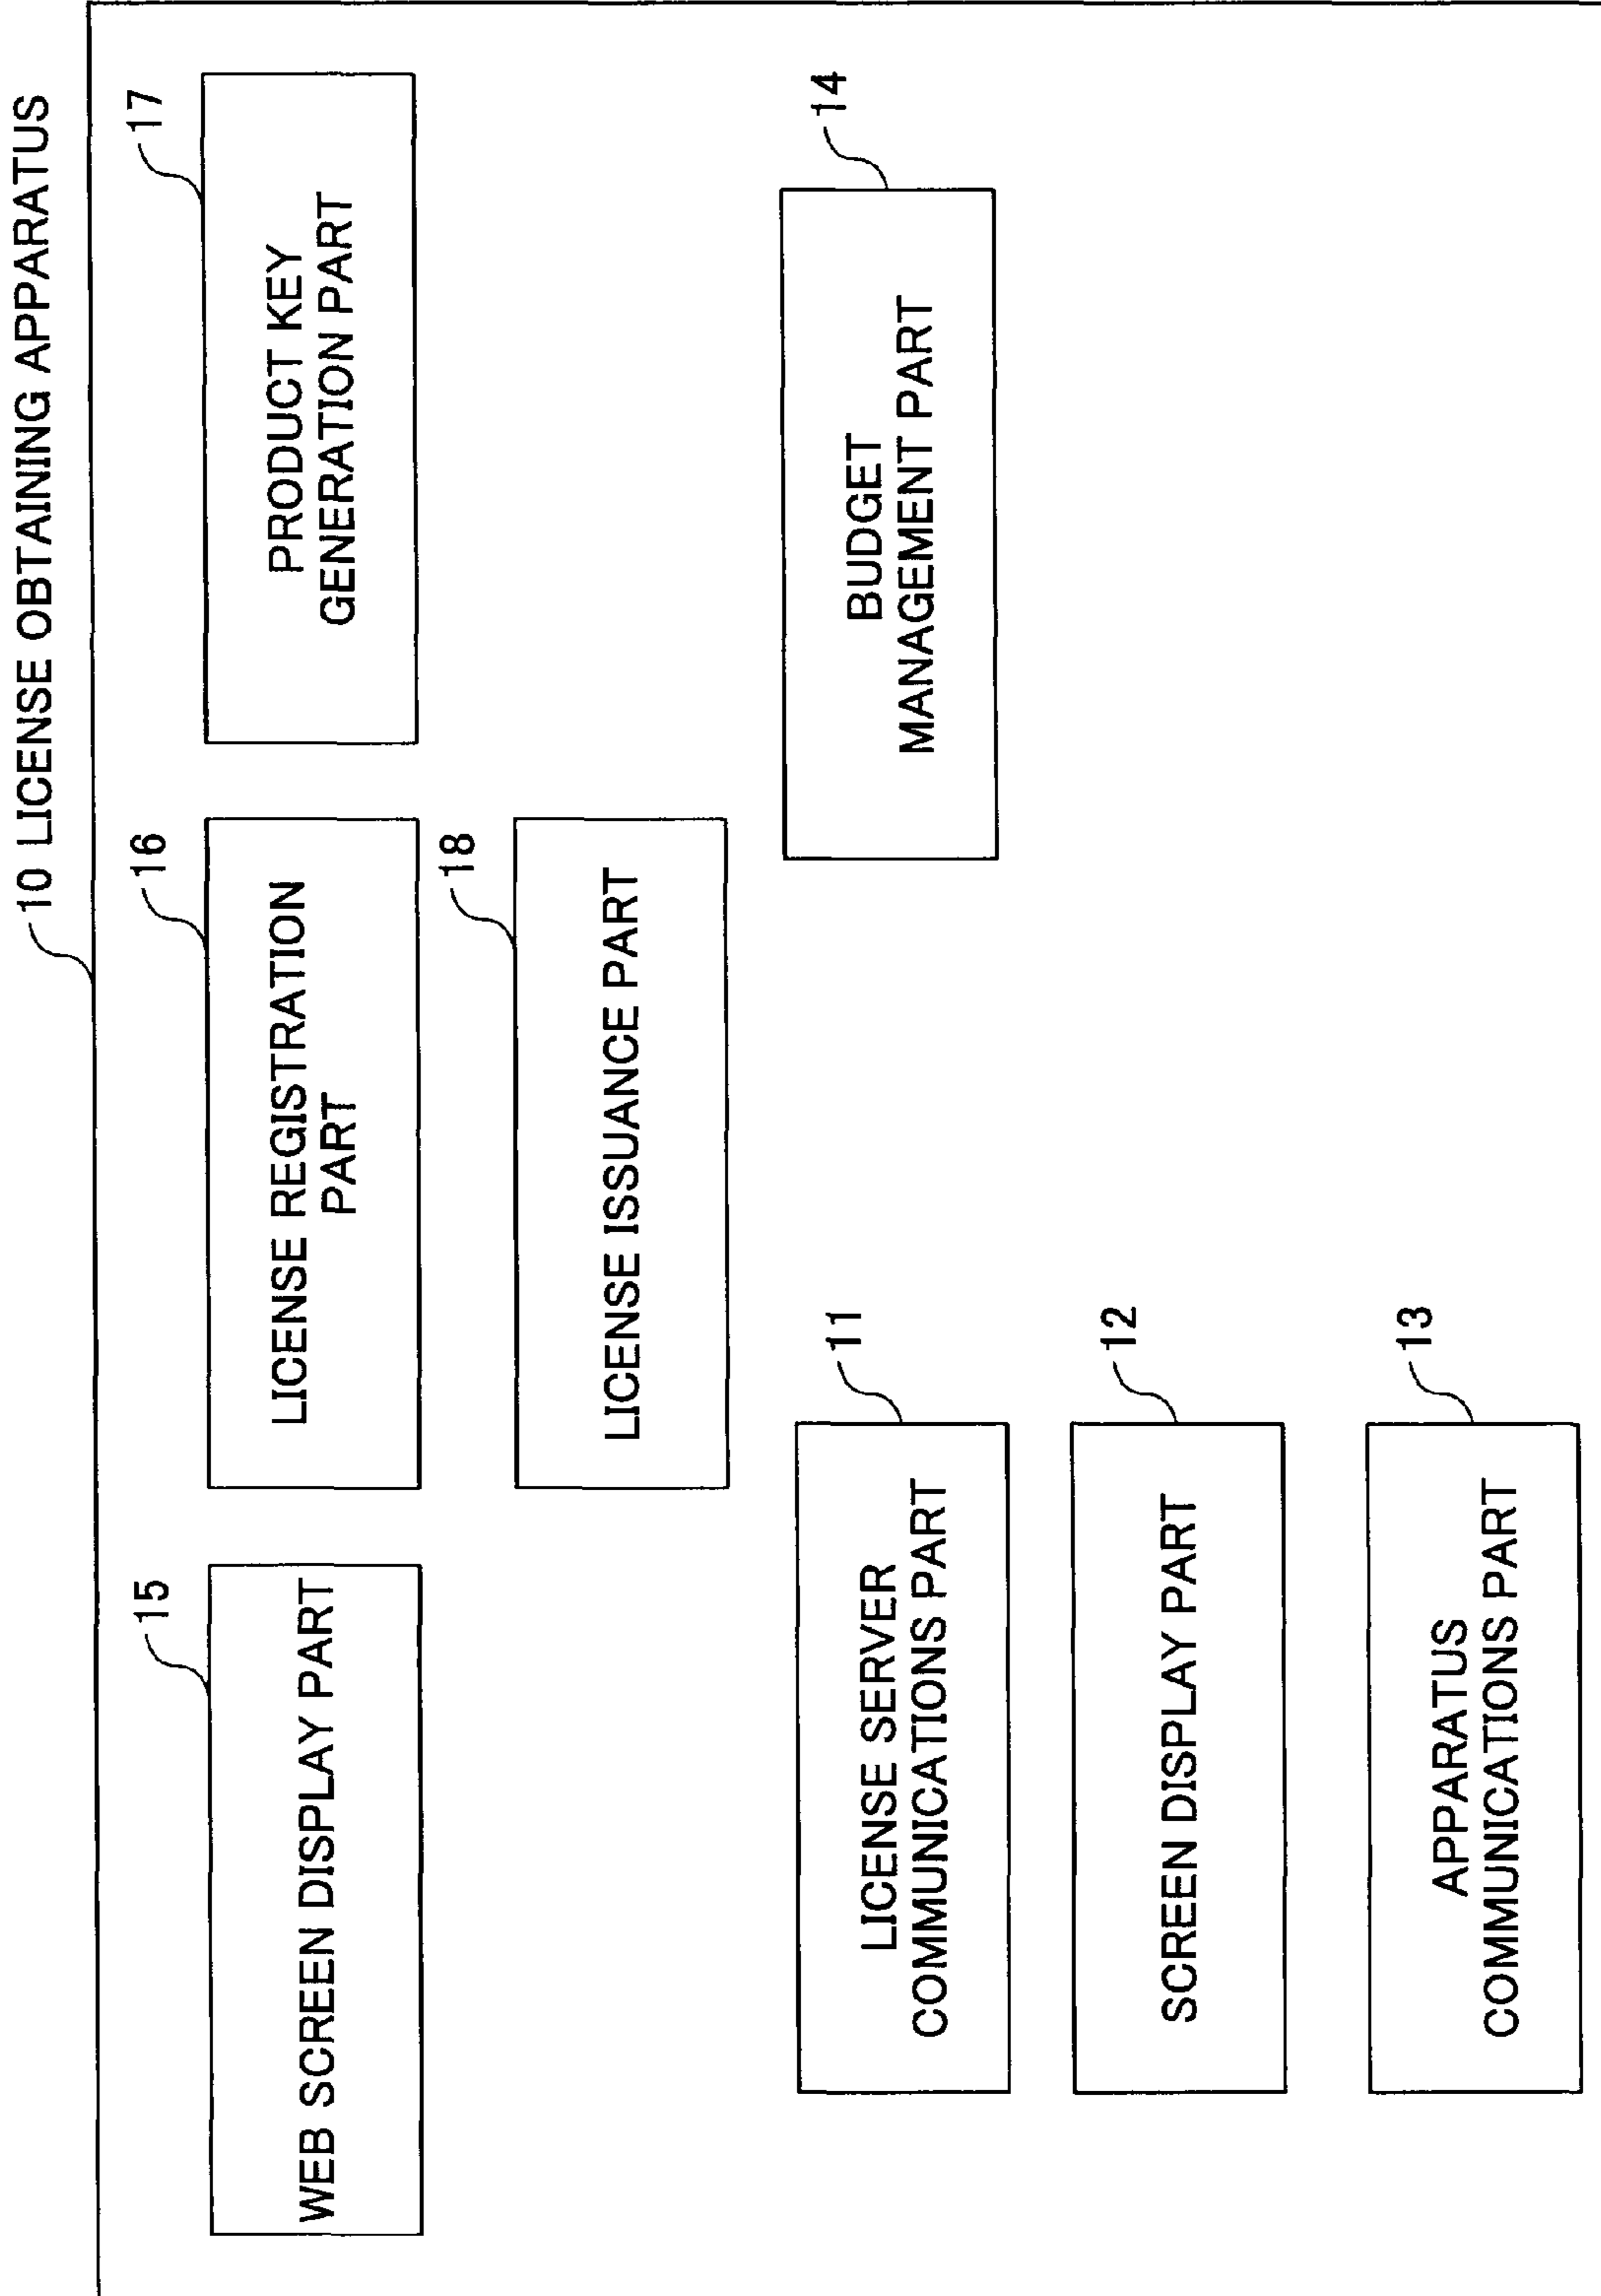 10 LICENSE OBTAINING APPARATUS
15
WEB SCREEN DISPLAY PART
16
LICENSE REGISTRATION
PART
17
PRODUCT KEY
GENERATION PART
18
LICENSE ISSUANCE PART
11
LICENSE SERVER
COMMUNICATIONS PART
14
BUDGET
MANAGEMENT PART
12
SCREEN DISPLAY PART
13
APPARATUS
COMMUNICATIONS PART